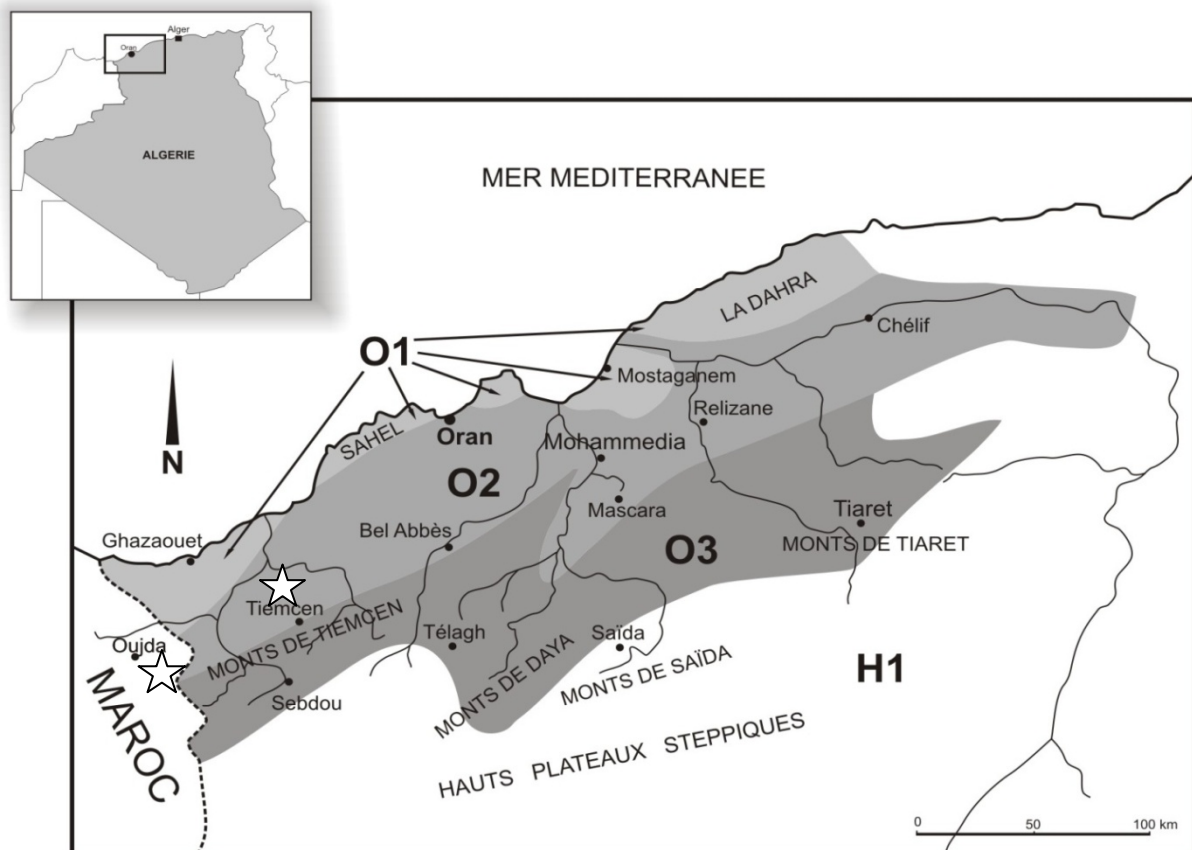 Alger
Oran
ALGERIE
MER MEDITERRANEE
LA DAHRA
Chélif
O1
Mostaganem
Relizane
SAHEL
Oran
Mohammedia
N
O2
Mascara
Bel Abbès
Tiaret
Ghazaouet
O3
MONTS DE TIARET
Tiemcen
MONTS DE TIEMCEN
Télagh
Saïda
Oujda
MONTS DE DAYA
MONTS DE SAÏDA
H1
Sebdou
MAROC
HAUTS PLATEAUX STEPPIQUES
0 50 100 km